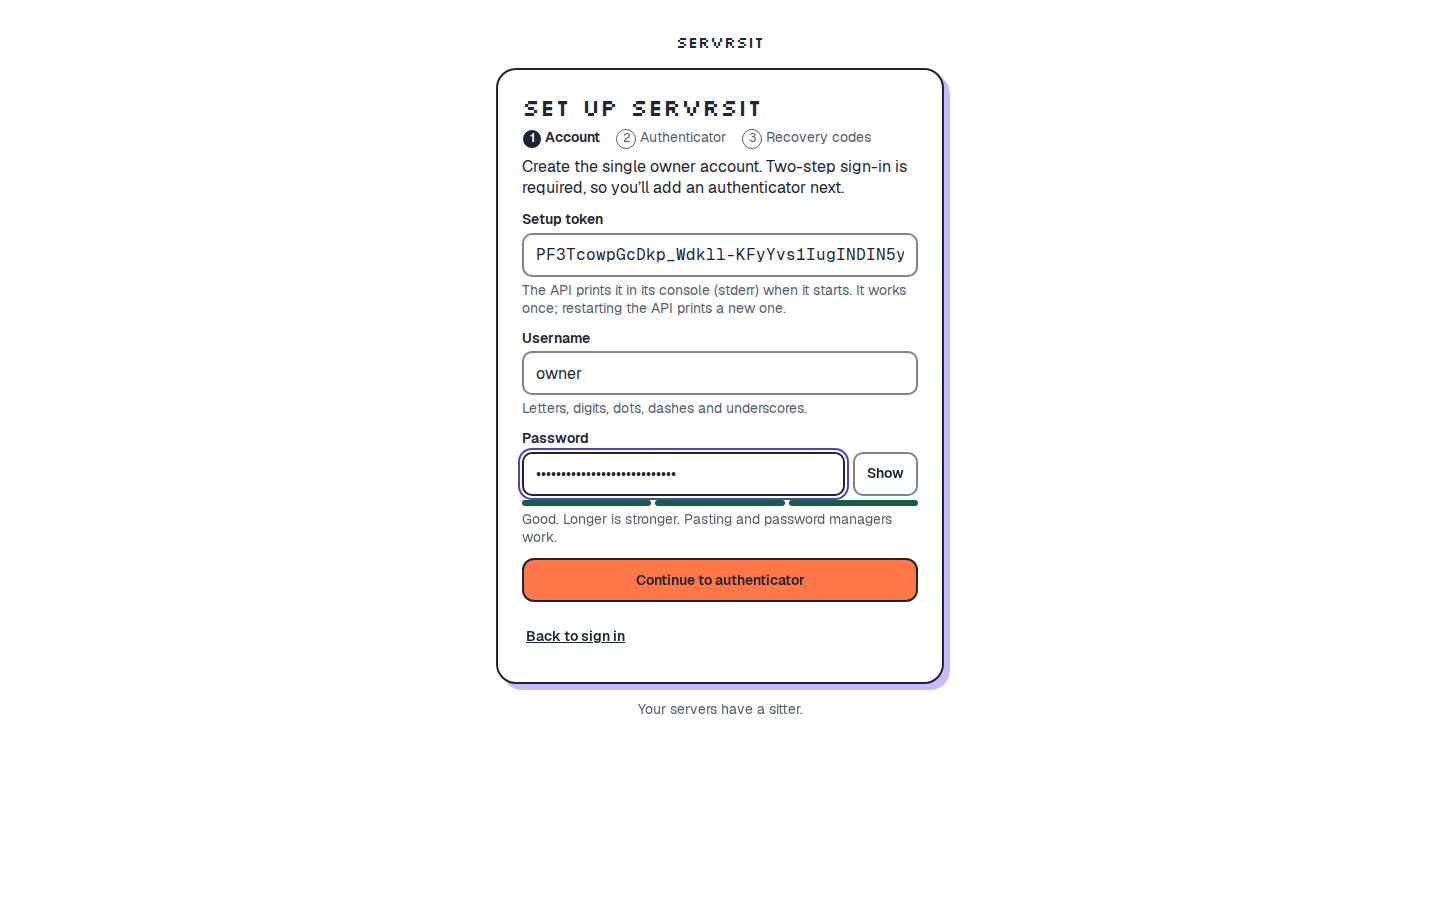 SERVRSIT
SET UP SERVRSIT
1 Account 2 Authenticator 3 Recovery codes
Create the single owner account. Two-step sign-in is
required, so you’ll add an authenticator next.
Setup token
PF3TcowpGcDkp_Wdkll-KFyYvs1IugINDIN5y
The API prints it in its console (stderr) when it starts. It works
once; restarting the API prints a new one.
Username
owner
Letters, digits, dots, dashes and underscores.
Password
••••••••••••••••••••••••••••
Show
Good. Longer is stronger. Pasting and password managers
work.
Continue to authenticator
Back to sign in
Your servers have a sitter.